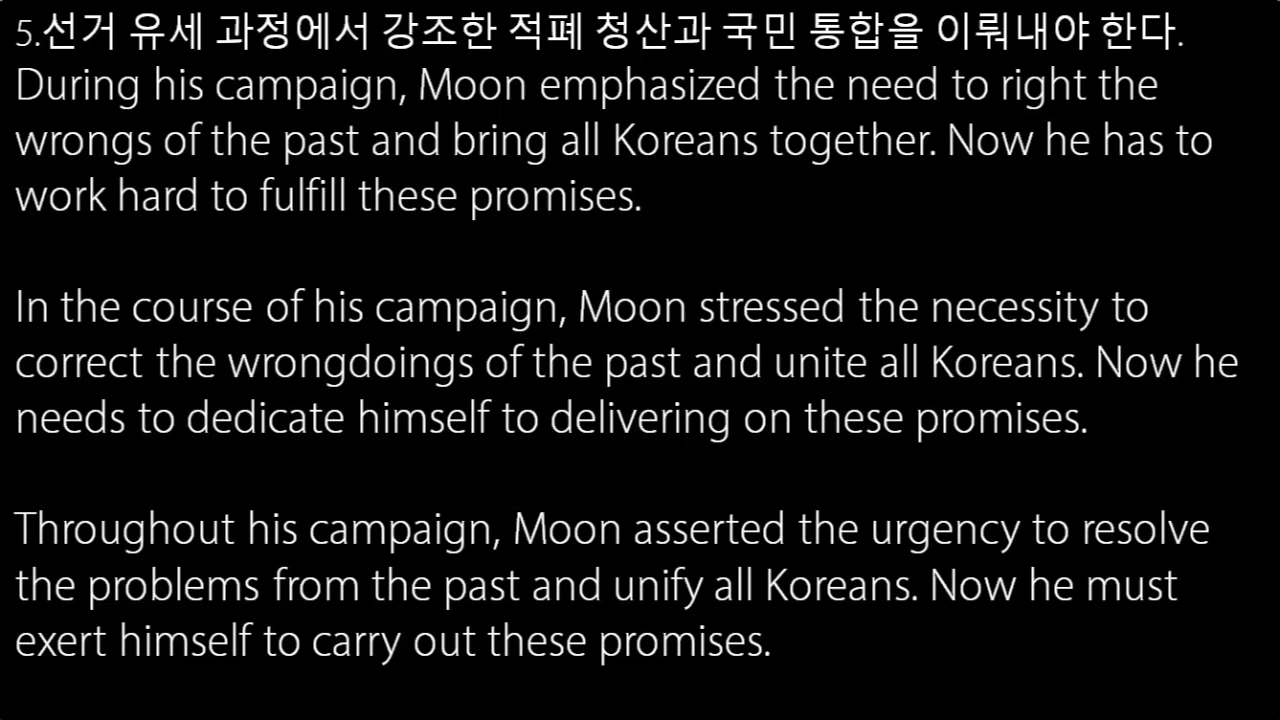 5.선거 유세 과정에서 강조한 적폐 청산과 국민 통합을 이뤄내야 한다.
During his campaign, Moon emphasized the need to right the
wrongs of the past and bring all Koreans together. Now he has to
work hard to fulfill these promises.
In the course of his campaign, Moon stressed the necessity to
correct the wrongdoings of the past and unite all Koreans. Now he
needs to dedicate himself to delivering on these promises.
Throughout his campaign, Moon asserted the urgency to resolve
the problems from the past and unify all Koreans. Now he must
exert himself to carry out these promises.